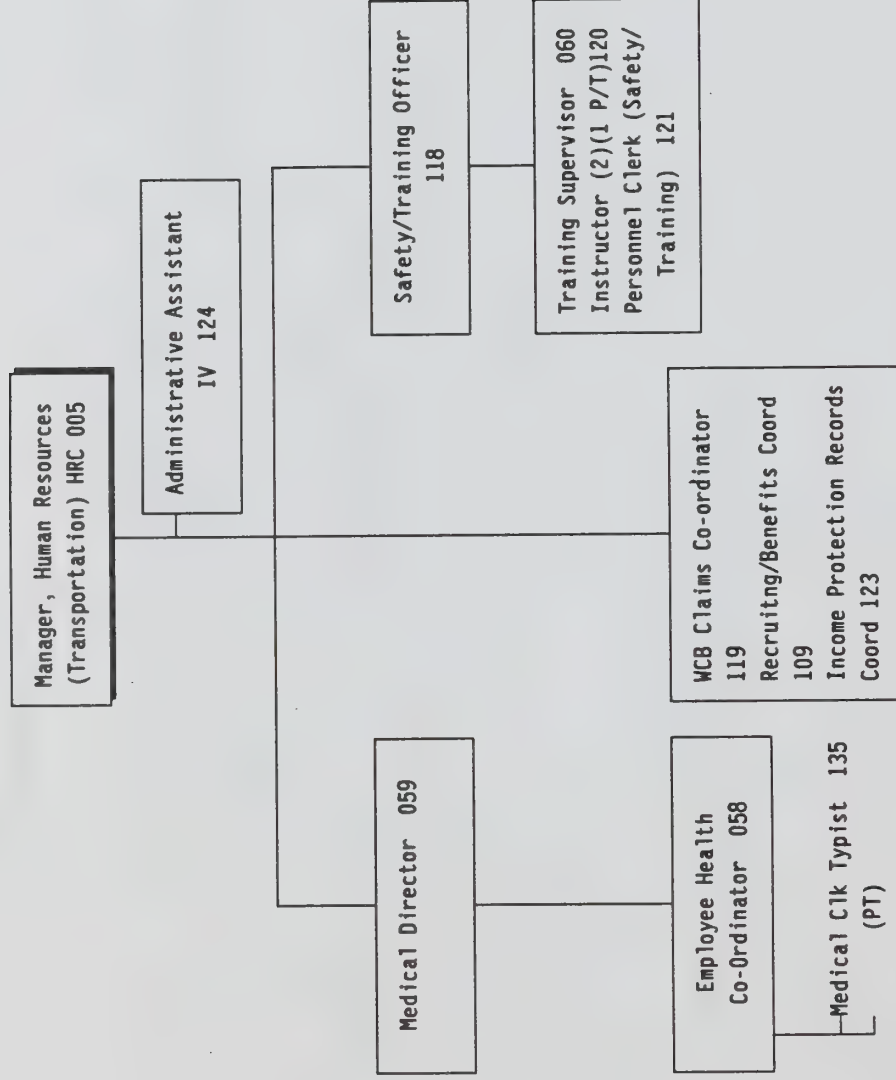 Manager, Human Resources
(Transportation) HRC 005
Administrative Assistant
IV 124
Medical Director 059
Safety/Training Officer
118
Employee Health
Co-Ordinator 058
Medical Clk Typist 135
(PT)
WCB Claims Co-ordinator
119
Recruitng/Benefits Coord
109
Income Protection Records
Coord 123
Training Supervisor 060
Instructor (2)(1 P/T)120
Personnel Clerk (Safety/
Training) 121